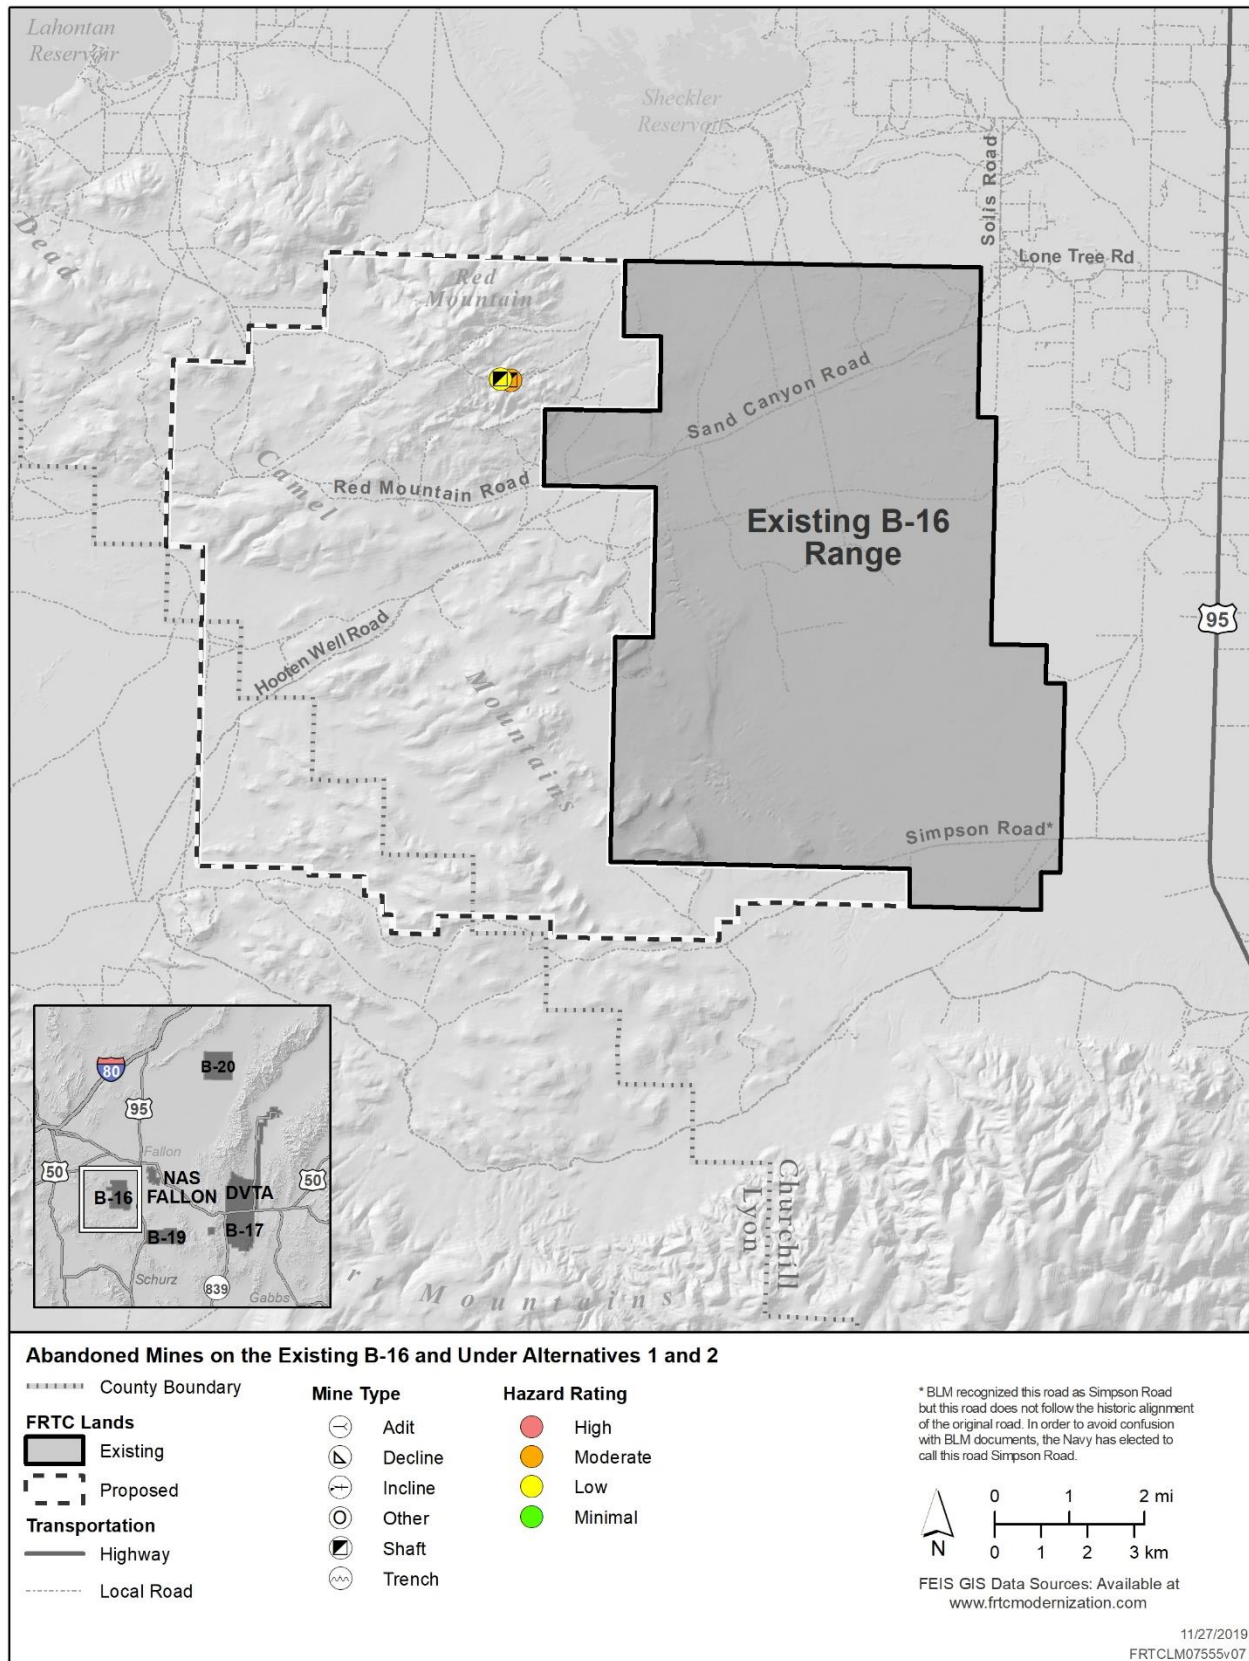 Lahontan
Reservoir
Sheckler
Reservoir
Solis Road
Lone Tree Rd
Dead
Red
Mountain
Sand Canyon Road
Camel
Red Mountain Road
Existing B-16
Range
95
Hooten Well Road
Mountains
Simpson Road*
80
B-20
95
Fallon
50
NAS
FALLON
DVTA
50
B-16
B-17
B-19
Schurz
839
Gabbs
Churchill
Lyon
rt Mountains
Abandoned Mines on the Existing B-16 and Under Alternatives 1 and 2
County Boundary
FRTC Lands
Existing
Proposed
Transportation
Highway
Local Road
Mine Type
Adit
Decline
Incline
Other
Shaft
Trench
Hazard Rating
High
Moderate
Low
Minimal
* BLM recognized this road as Simpson Road
but this road does not follow the historic alignment
of the original road. In order to avoid confusion
with BLM documents, the Navy has elected to
call this road Simpson Road.
N
0 1 2 mi
0 1 2 3 km
FEIS GIS Data Sources: Available at
www.frtcmodernization.com
11/27/2019
FRTCLM07555v07